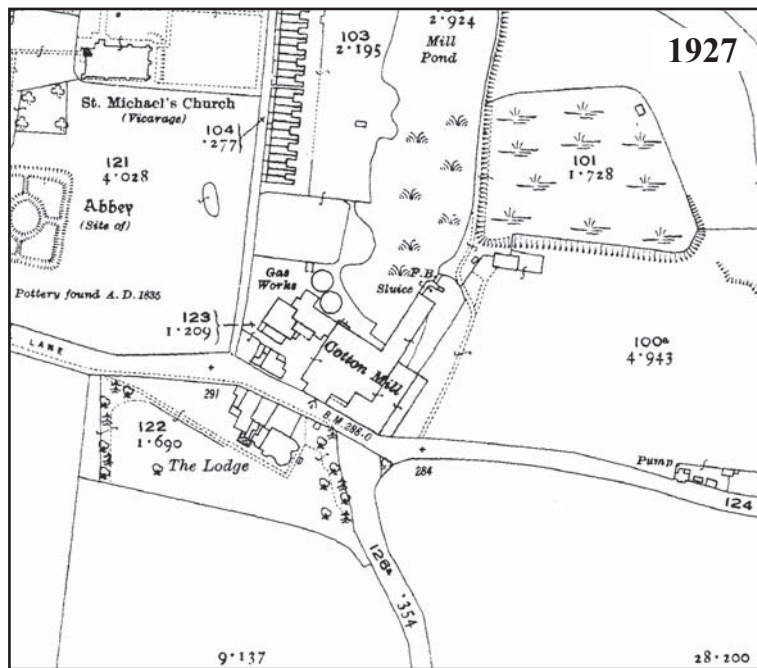 1927
103
2·195
2·924
Mill
Pond
St. Michael's Church
(Vicarage)
104
·277
101
1·728
121
4·028
Abbey
(Site of)
Gas
Works
F.B.
Sluice
Pottery found A.D. 1835
123
1·209
100a
4·943
LANE
Cotton Mill
291
B.M. 288·0
122
1·690
The Lodge
284
Pump
124
126a
·354
9·137
28·200